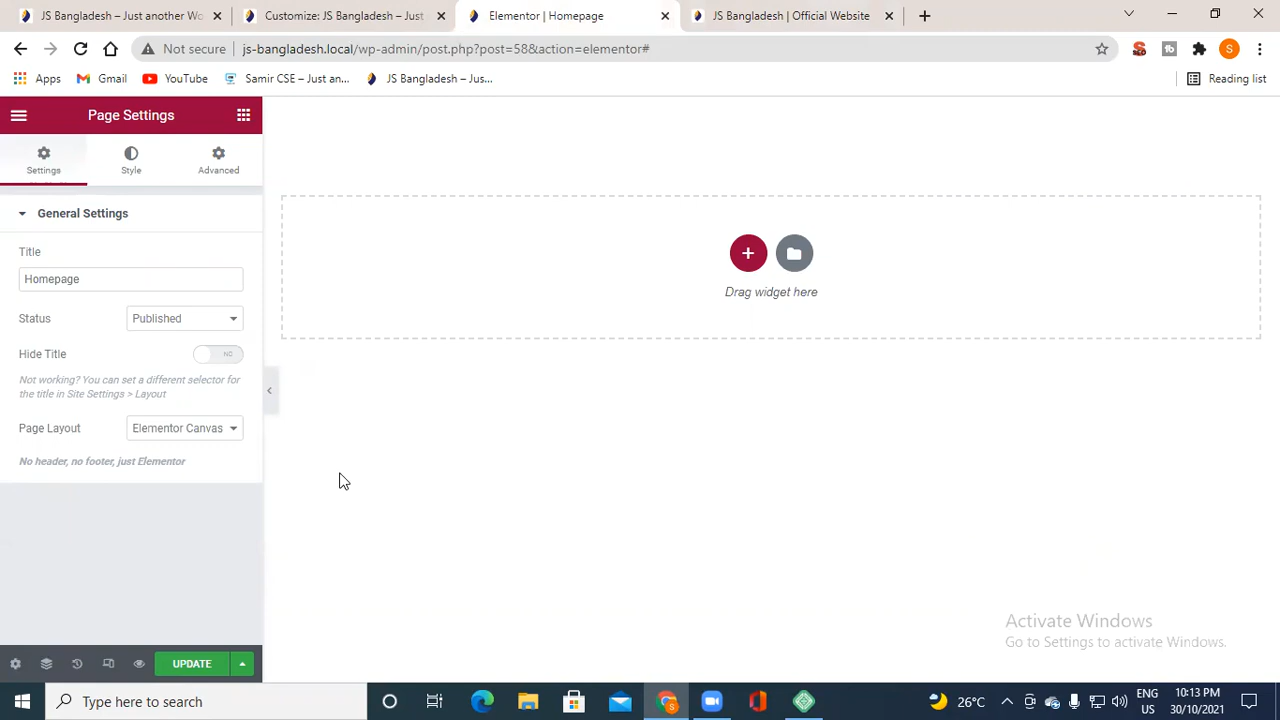 JS Bangladesh – Just another Wo
Customize: JS Bangladesh – Just
Elementor | Homepage
JS Bangladesh | Official Website
Not secure
js-bangladesh.local/wp-admin/post.php?post=58&action=elementor#
S
Apps
Gmail
YouTube
Samir CSE – Just an...
JS Bangladesh – Jus...
Reading list
Page Settings
Settings
Style
Advanced
General Settings
Title
Homepage
Status
Published
Hide Title
NO
Not working? You can set a different selector for
the title in Site Settings > Layout
Page Layout
Elementor Canvas
No header, no footer, just Elementor
Drag widget here
Activate Windows
Go to Settings to activate Windows.
UPDATE
Type here to search
26°C
ENG
US
10:13 PM
30/10/2021